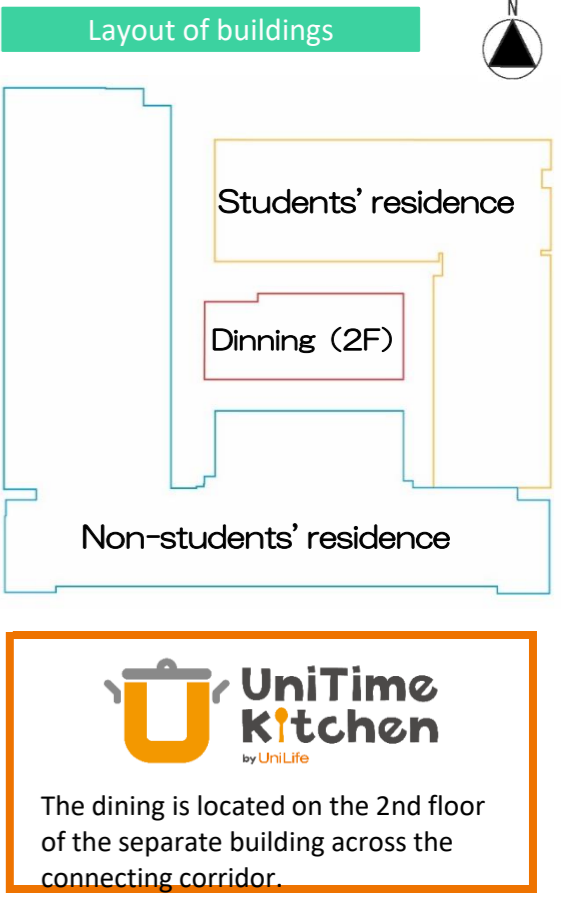 Layout of buildings
N
Students’ residence
Dinning（2F）
Non-students’ residence
UniTime
Kitchen
by UniLife
The dining is located on the 2nd floor
of the separate building across the
connecting corridor.